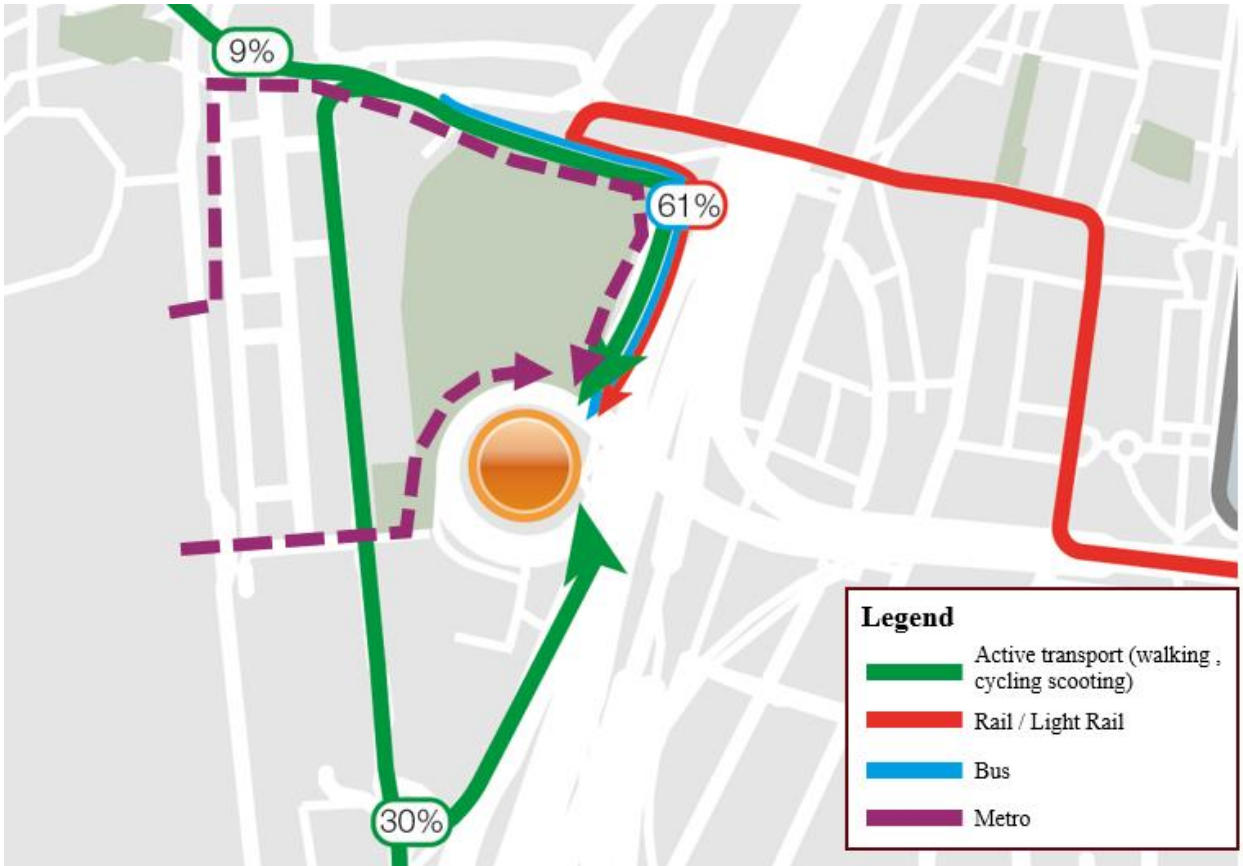 9%
61%
30%
Legend
Active transport (walking ,
cycling scooting)
Rail / Light Rail
Bus
Metro